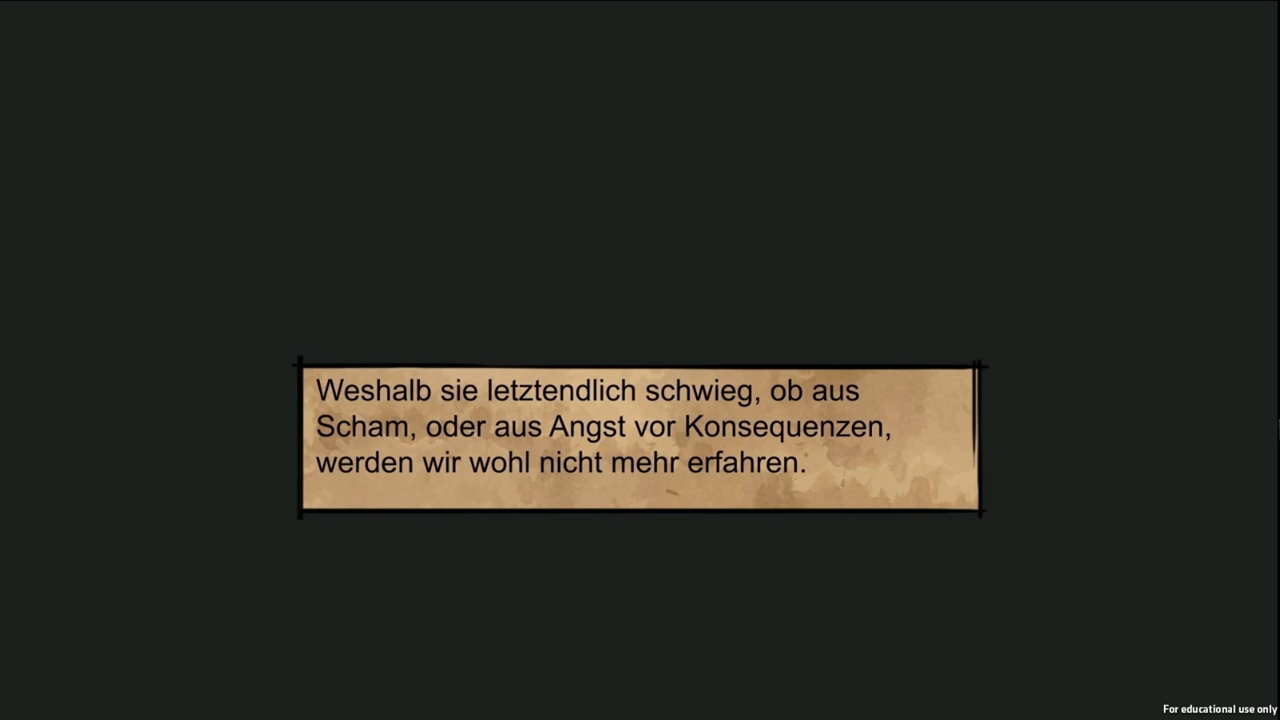 Weshalb sie letztendlich schwieg, ob aus
Scham, oder aus Angst vor Konsequenzen,
werden wir wohl nicht mehr erfahren.
For educational use only